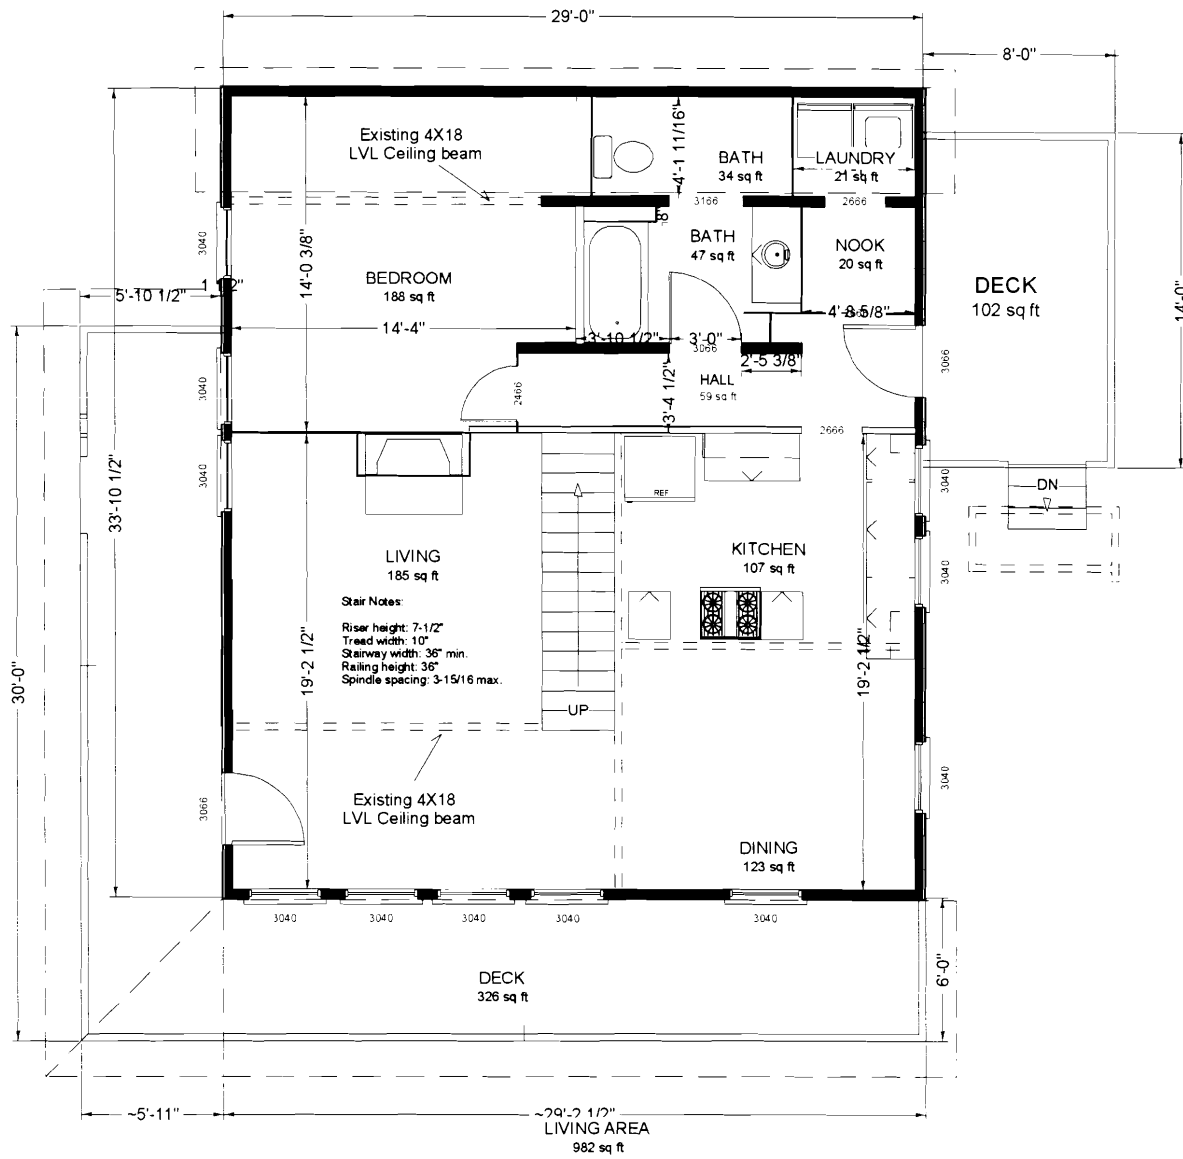 29'-0"
8'-0"
Existing 4X18
LVL Ceiling beam
4'-1 11/16"
BATH
34 sq ft
LAUNDRY
21 sq ft
3166
2666
3040
14'-0 3/8"
BATH
47 sq ft
NOOK
20 sq ft
BEDROOM
188 sq ft
DECK
102 sq ft
14'-0"
5'-10 1/2"
14'-4"
3'-10 1/2"
3'-0"
3066
4'-8 5/8"
2'-5 3/8"
3066
3040
2466
3'-4 1/2"
HALL
59 sq ft
2666
33'-10 1/2"
3040
REF
3040
DN
LIVING
185 sq ft
KITCHEN
107 sq ft
3040
Stair Notes:
Riser height: 7-1/2"
Tread width: 10"
Stairway width: 36" min.
Railing height: 36"
Spindle spacing: 3-15/16 max.
30'-0"
19'-2 1/2"
19'-2 1/2"
UP
3040
3066
Existing 4X18
LVL Ceiling beam
DINING
123 sq ft
3040
3040
3040
3040
3040
DECK
326 sq ft
6'-0"
~5'-11"
~29'-2 1/2"
LIVING AREA
982 sq ft